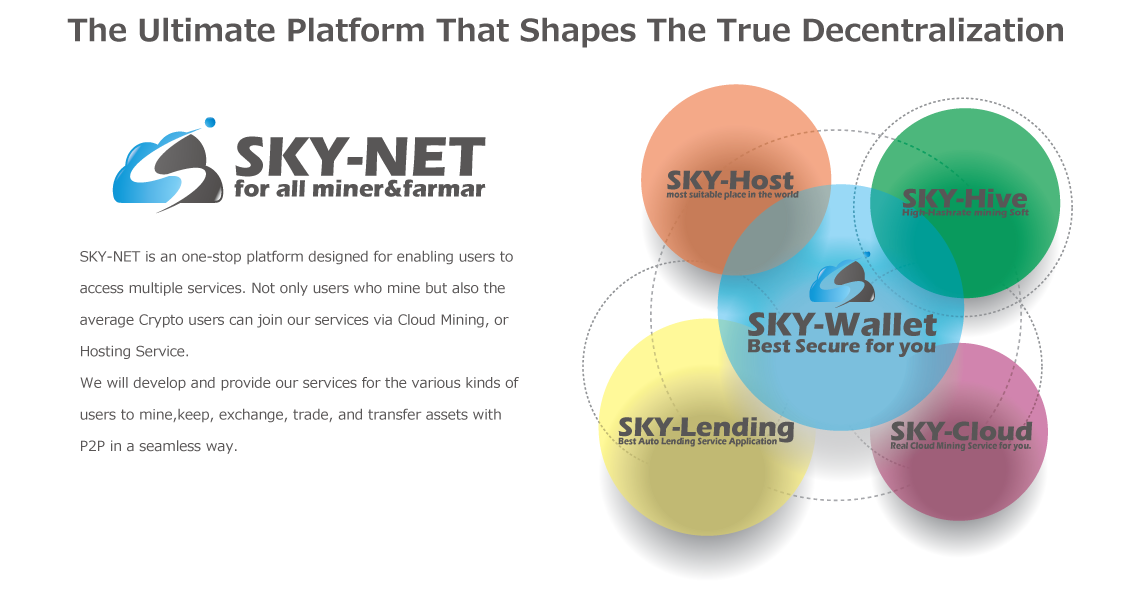 The Ultimate Platform That Shapes The True Decentralization
SKY-NET
for all miner&farmar
SKY-NET is an one-stop platform designed for enabling users to
access multiple services. Not only users who mine but also the
average Crypto users can join our services via Cloud Mining, or
Hosting Service.
We will develop and provide our services for the various kinds of
users to mine,keep, exchange, trade, and transfer assets with
P2P in a seamless way.
SKY-Host
most suitable place in the world
SKY-Hive
High-Hashrate mining Soft
SKY-Wallet
Best Secure for you
SKY-Lending
Best Auto Lending Service Application
SKY-Cloud
Real Cloud Mining Service for you.